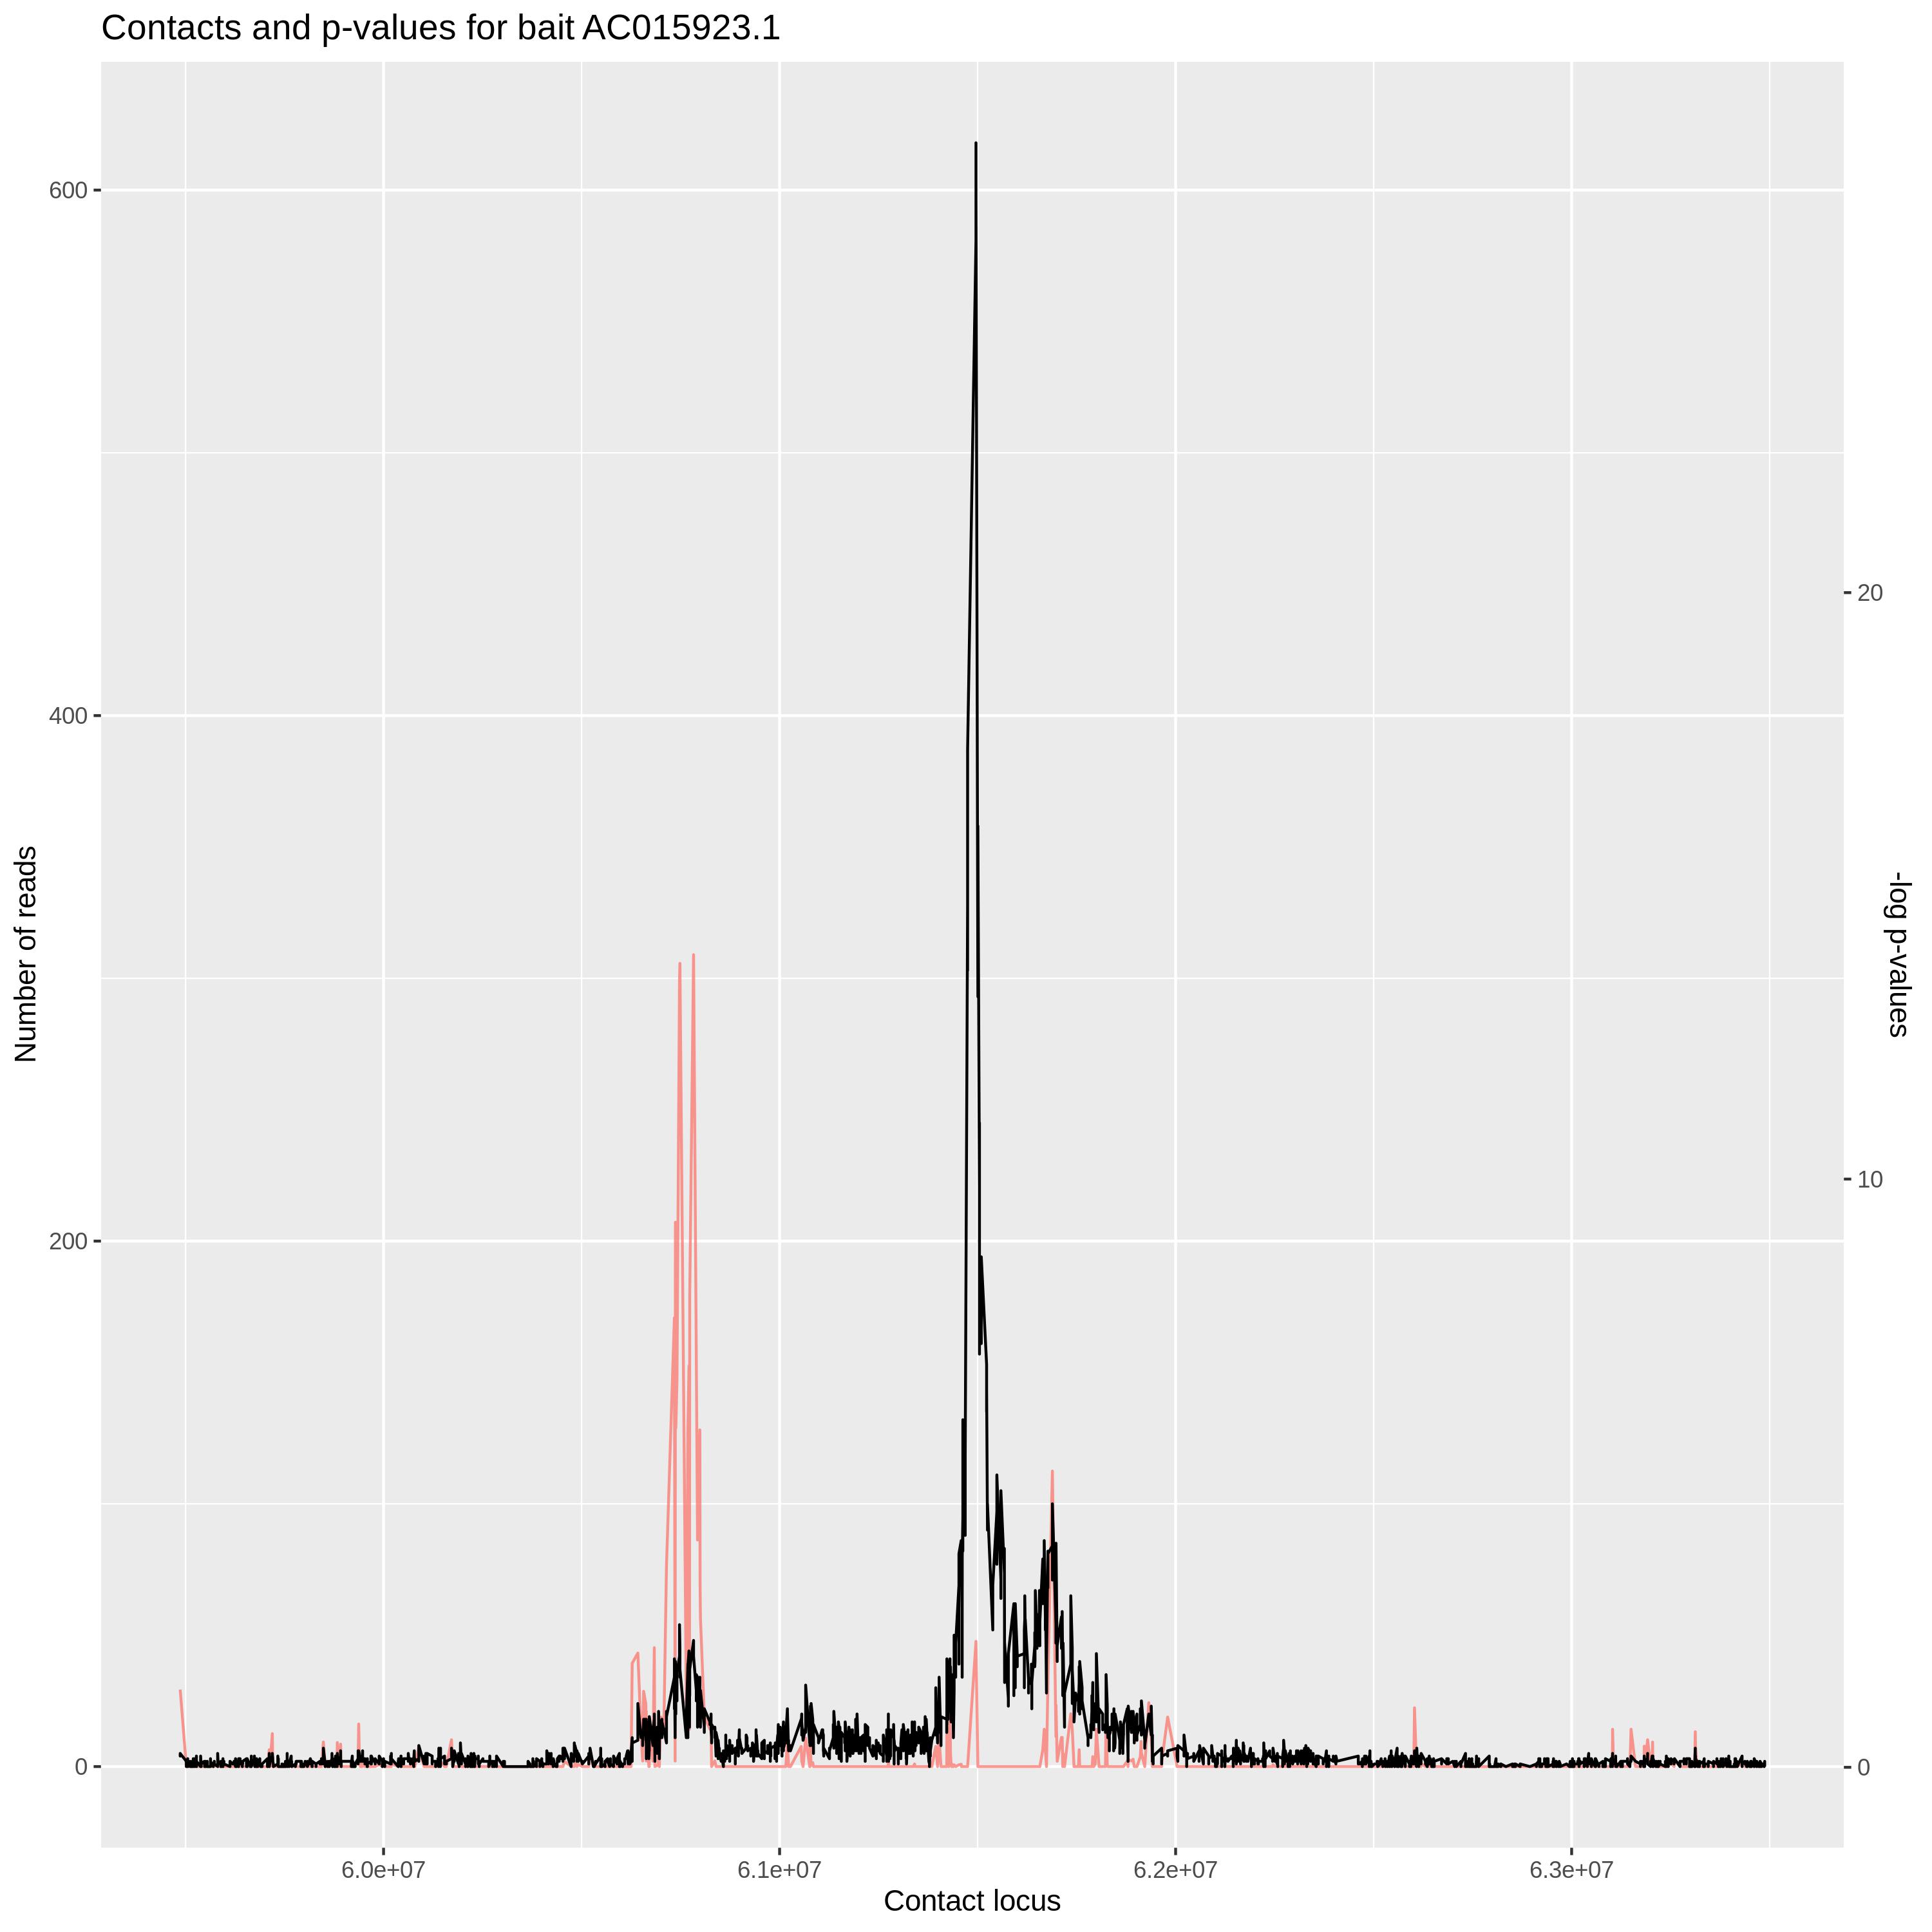 Contacts and p-values for bait AC015923.1
600
400
200
0
Number of reads
20
10
0
-log p-values
6.0e+07
6.1e+07
6.2e+07
6.3e+07
Contact locus